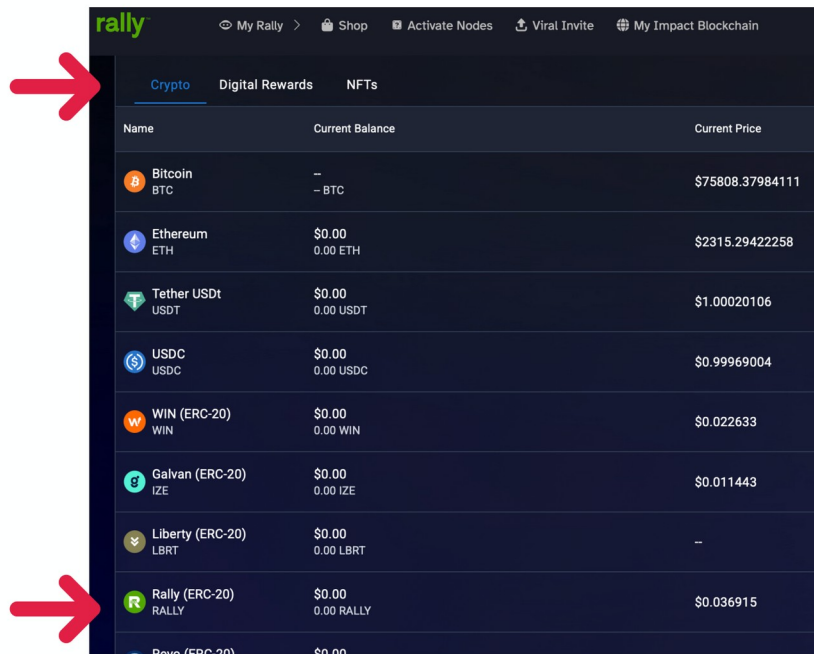 rally
My Rally > Shop Activate Nodes Viral Invite My Impact Blockchain
Crypto Digital Rewards NFTs
Name Current Balance Current Price
Bitcoin -- $75808.37984111
BTC -- BTC
Ethereum $0.00 $2315.29422258
ETH 0.00 ETH
Tether USDt $0.00 $1.00020106
USDT 0.00 USDT
USDC $0.00 $0.99969004
USDC 0.00 USDC
WIN (ERC-20) $0.00 $0.022633
WIN 0.00 WIN
Galvan (ERC-20) $0.00 $0.011443
IZE 0.00 IZE
Liberty (ERC-20) $0.00 --
LBRT 0.00 LBRT
Rally (ERC-20) $0.00 $0.036915
RALLY 0.00 RALLY
(ERC-20) $0.00